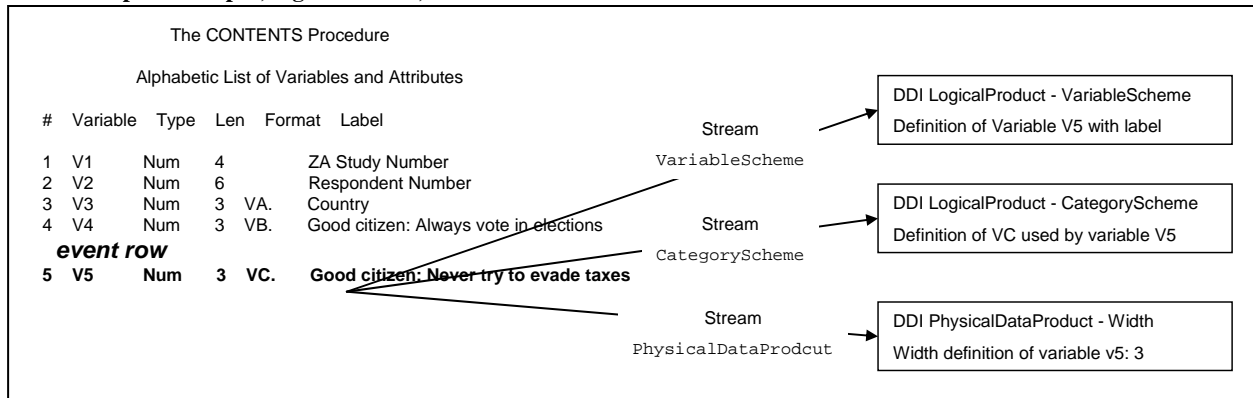 The CONTENTS Procedure
Alphabetic List of Variables and Attributes
# Variable Type Len Format Label
1 V1 Num 4 ZA Study Number
2 V2 Num 6 Respondent Number
3 V3 Num 3 VA. Country
4 V4 Num 3 VB. Good citizen: Always vote in elections
event row
5 V5 Num 3 VC. Good citizen: Never try to evade taxes
Stream
VariableScheme
Stream
CategoryScheme
Stream
PhysicalDataProdcut
DDI LogicalProduct - VariableScheme
Definition of Variable V5 with label
DDI LogicalProduct - CategoryScheme
Definition of VC used by variable V5
DDI PhysicalDataProduct - Width
Width definition of variable v5: 3